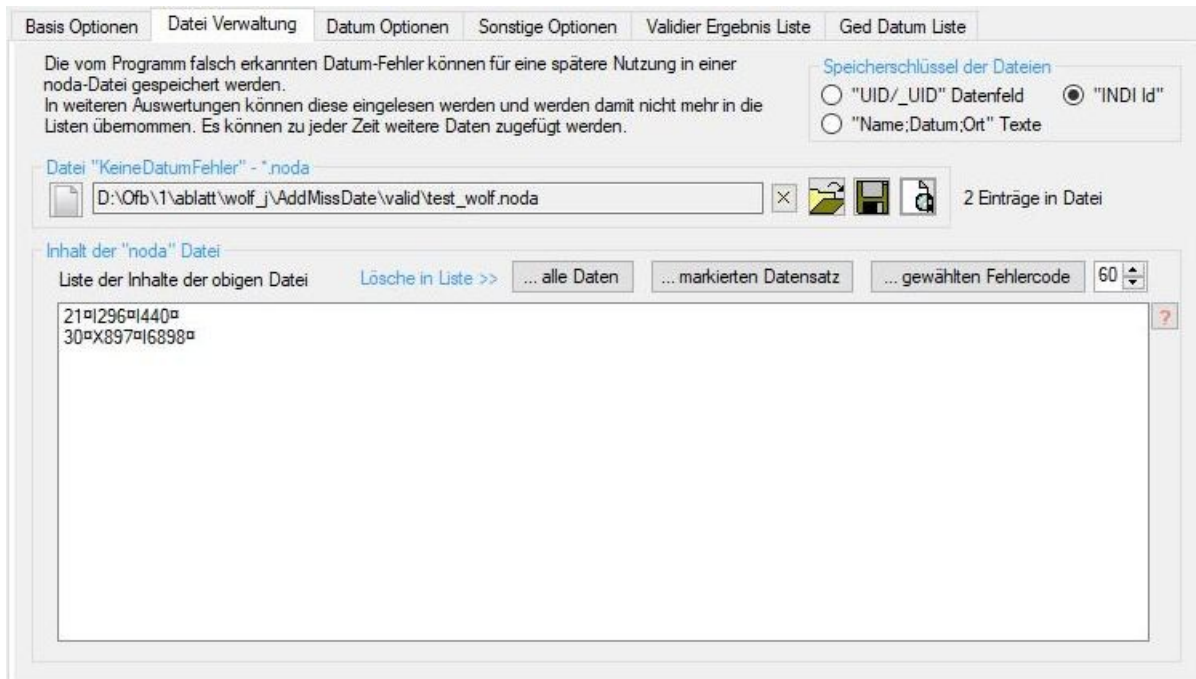 Basis Optionen Datei Verwaltung Datum Optionen Sonstige Optionen Validier Ergebnis Liste Ged Datum Liste
Die vom Programm falsch erkannten Datum-Fehler können für eine spätere Nutzung in einer
noda-Datei gespeichert werden.
In weiteren Auswertungen können diese eingelesen werden und werden damit nicht mehr in die
Listen übernommen. Es können zu jeder Zeit weitere Daten zugefügt werden.
Speicherschlüssel der Dateien
"UID/_UID" Datenfeld "INDI Id"
"Name;Datum;Ort" Texte
Datei "KeineDatumFehler" - *.noda
D:\Ofb\1\ablatt\wolf_j\AddMissDate\valid\test_wolf.noda 2 Einträge in Datei
Inhalt der "noda" Datei
Liste der Inhalte der obigen Datei Lösche in Liste >> ... alle Daten ... markierten Datensatz ... gewählten Fehlercode 60
21¤I296¤I440¤
30¤X897¤I6898¤
?